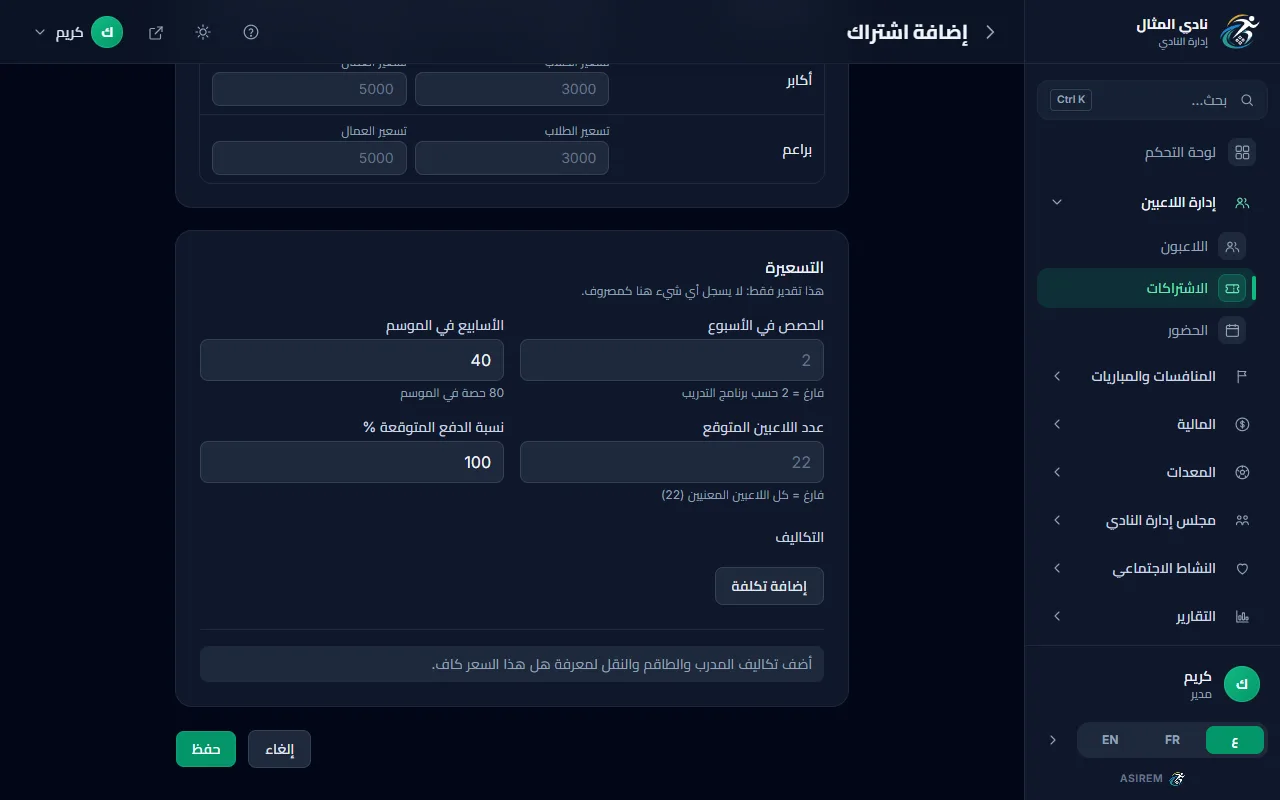 نادي المثال
إدارة النادي
بحث...
Ctrl K
لوحة التحكم
إدارة اللاعبين
اللاعبون
الاشتراكات
الحضور
المنافسات والمباريات
المالية
المعدات
مجلس إدارة النادي
النشاط الاجتماعي
التقارير
ك
كريم
مدير
ع
FR
EN
ASIREM
إضافة اشتراك
ك
كريم
تسعير الطلاب
تسعير العمال
أكابر
3000
5000
تسعير الطلاب
تسعير العمال
براعم
3000
5000
التسعيرة
هذا تقدير فقط: لا يسجل أي شيء هنا كمصروف.
الحصص في الأسبوع
الأسابيع في الموسم
2
40
فارغ = 2 حسب برنامج التدريب
80 حصة في الموسم
عدد اللاعبين المتوقع
نسبة الدفع المتوقعة %
22
100
فارغ = كل اللاعبين المعنيين (22)
التكاليف
إضافة تكلفة
أضف تكاليف المدرب والطاقم والنقل لمعرفة هل هذا السعر كاف.
إلغاء
حفظ